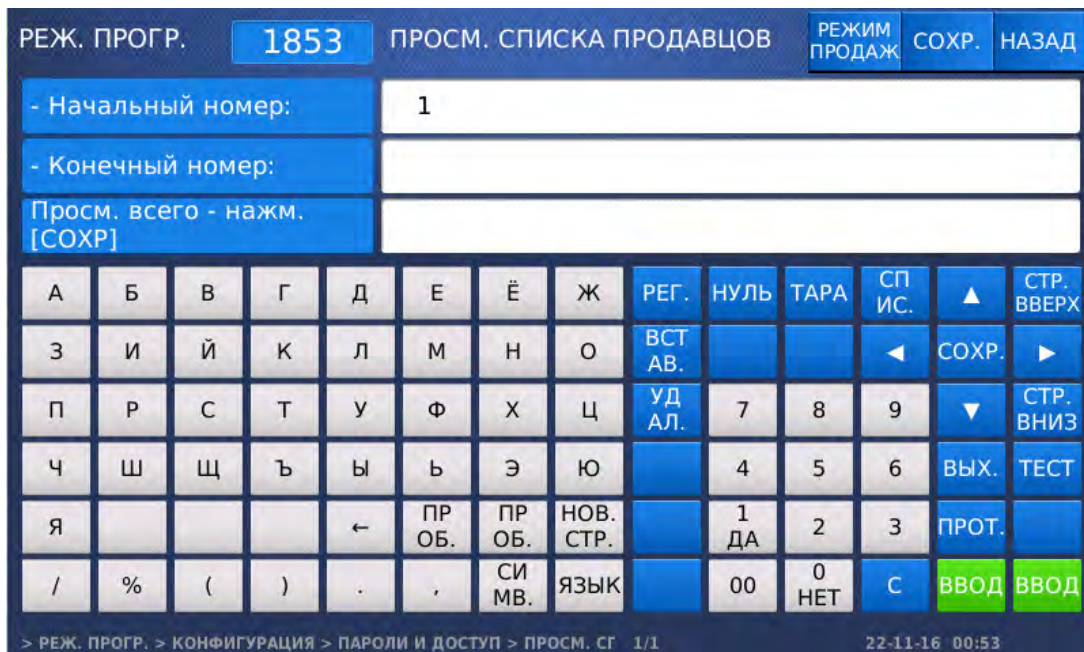 РЕЖ. ПРОГР. 1853 ПРОСМ. СПИСКА ПРОДАВЦОВ РЕЖИМ ПРОДАЖ СОХР. НАЗАД
- Начальный номер: 1
- Конечный номер:
Просм. всего - нажм.
[СОХР]
А Б В Г Д Е Ё Ж РЕГ. НУЛЬ ТАРА СП ИС. ▲ СТР. ВВЕРХ
З И Й К Л М Н О ВСТ АВ. ◀ СОХР. ▶
П Р С Т У Ф Х Ц УД АЛ. 7 8 9 ▼ СТР. ВНИЗ
Ч Ш Щ Ъ Ы Ь Э Ю 4 5 6 ВЫХ. ТЕСТ
Я ← ПР ОБ. ПР ОБ. НОВ. СТР. 1 ДА 2 3 ПРОТ.
/ % ( ) . , СИ МВ. ЯЗЫК 00 0 НЕТ С ВВОД ВВОД
> РЕЖ. ПРОГР. > КОНФИГУРАЦИЯ > ПАРОЛИ И ДОСТУП > ПРОСМ. СГ 1/1 22-11-16 00:53